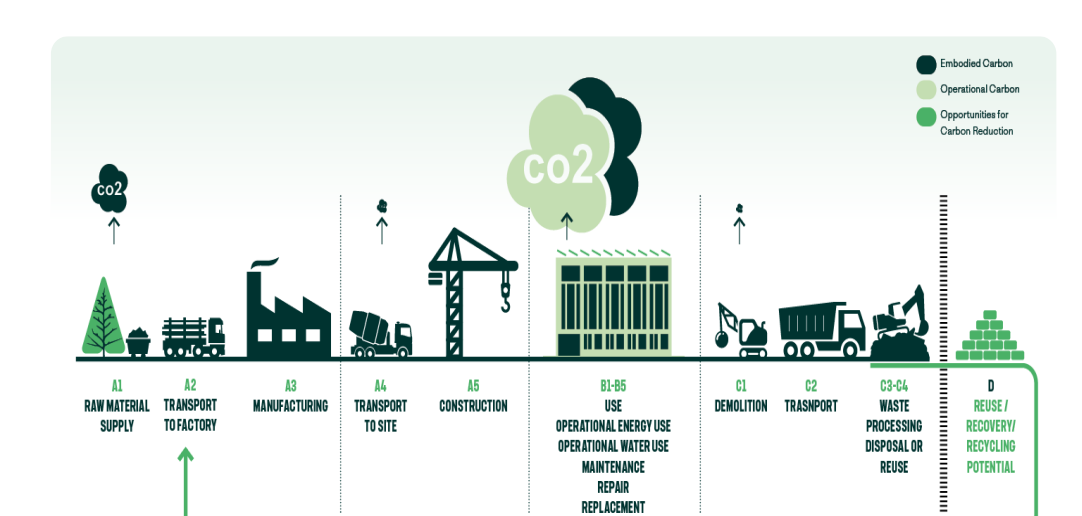 Embodied Carbon
Operational Carbon
Opportunities for
Carbon Reduction
co2
co2
A1
RAW MATERIAL
SUPPLY
A2
TRANSPORT
TO FACTORY
A3
MANUFACTURING
A4
TRANSPORT
TO SITE
A5
CONSTRUCTION
B1-B5
USE
OPERATIONAL ENERGY USE
OPERATIONAL WATER USE
MAINTENANCE
REPAIR
REPLACEMENT
C1
DEMOLITION
C2
TRASNPORT
C3-C4
WASTE
PROCESSING
DISPOSAL OR
REUSE
D
REUSE /
RECOVERY/
RECYCLING
POTENTIAL